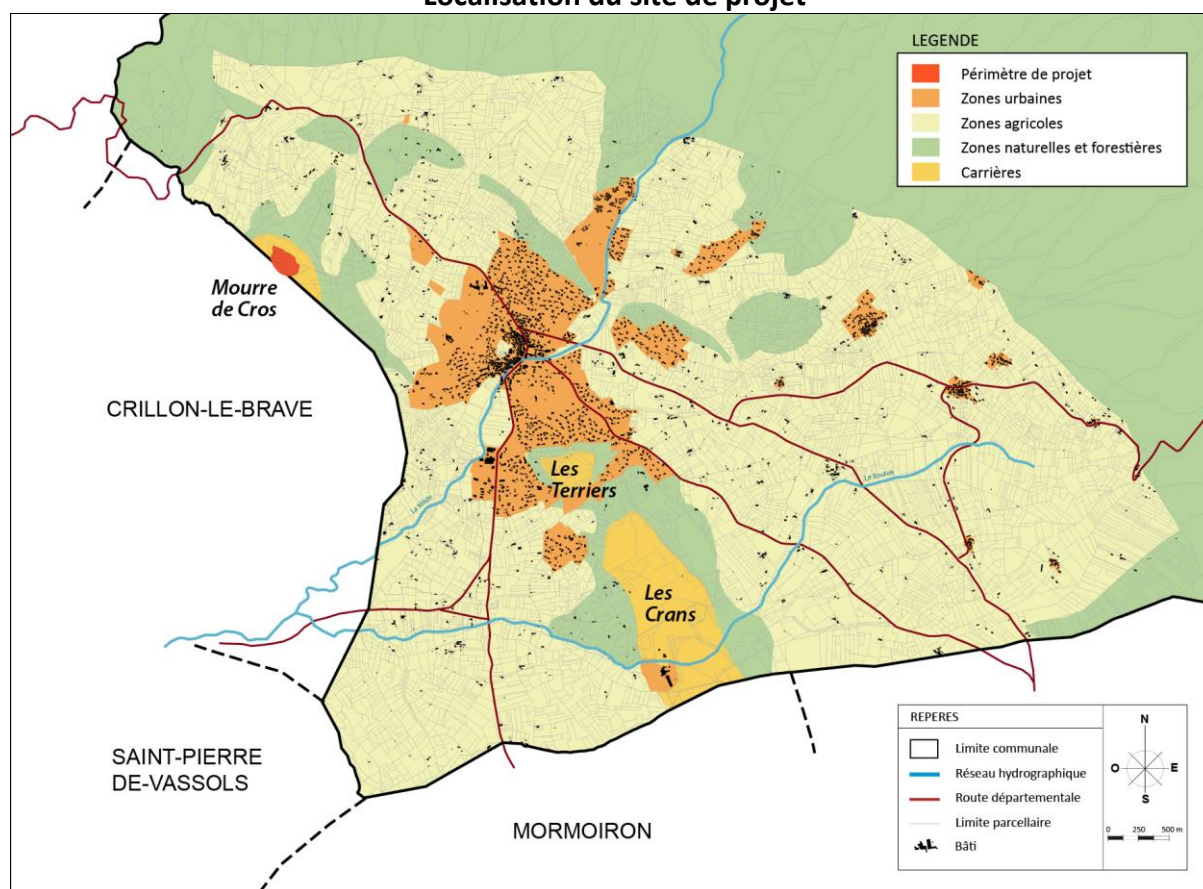 Localisation du site de projet
LEGENDE
Périmètre de projet
Zones urbaines
Zones agricoles
Zones naturelles et forestières
Carrières
Mourre
de Cros
CRILLON-LE-BRAVE
Les
Terriers
Les
Crans
SAINT-PIERRE
DE-VASSOLS
MORMOIRON
REPERES
Limite communale
Réseau hydrographique
Route départementale
Limite parcellaire
Bâti
N
O E
S
0 250 500 m